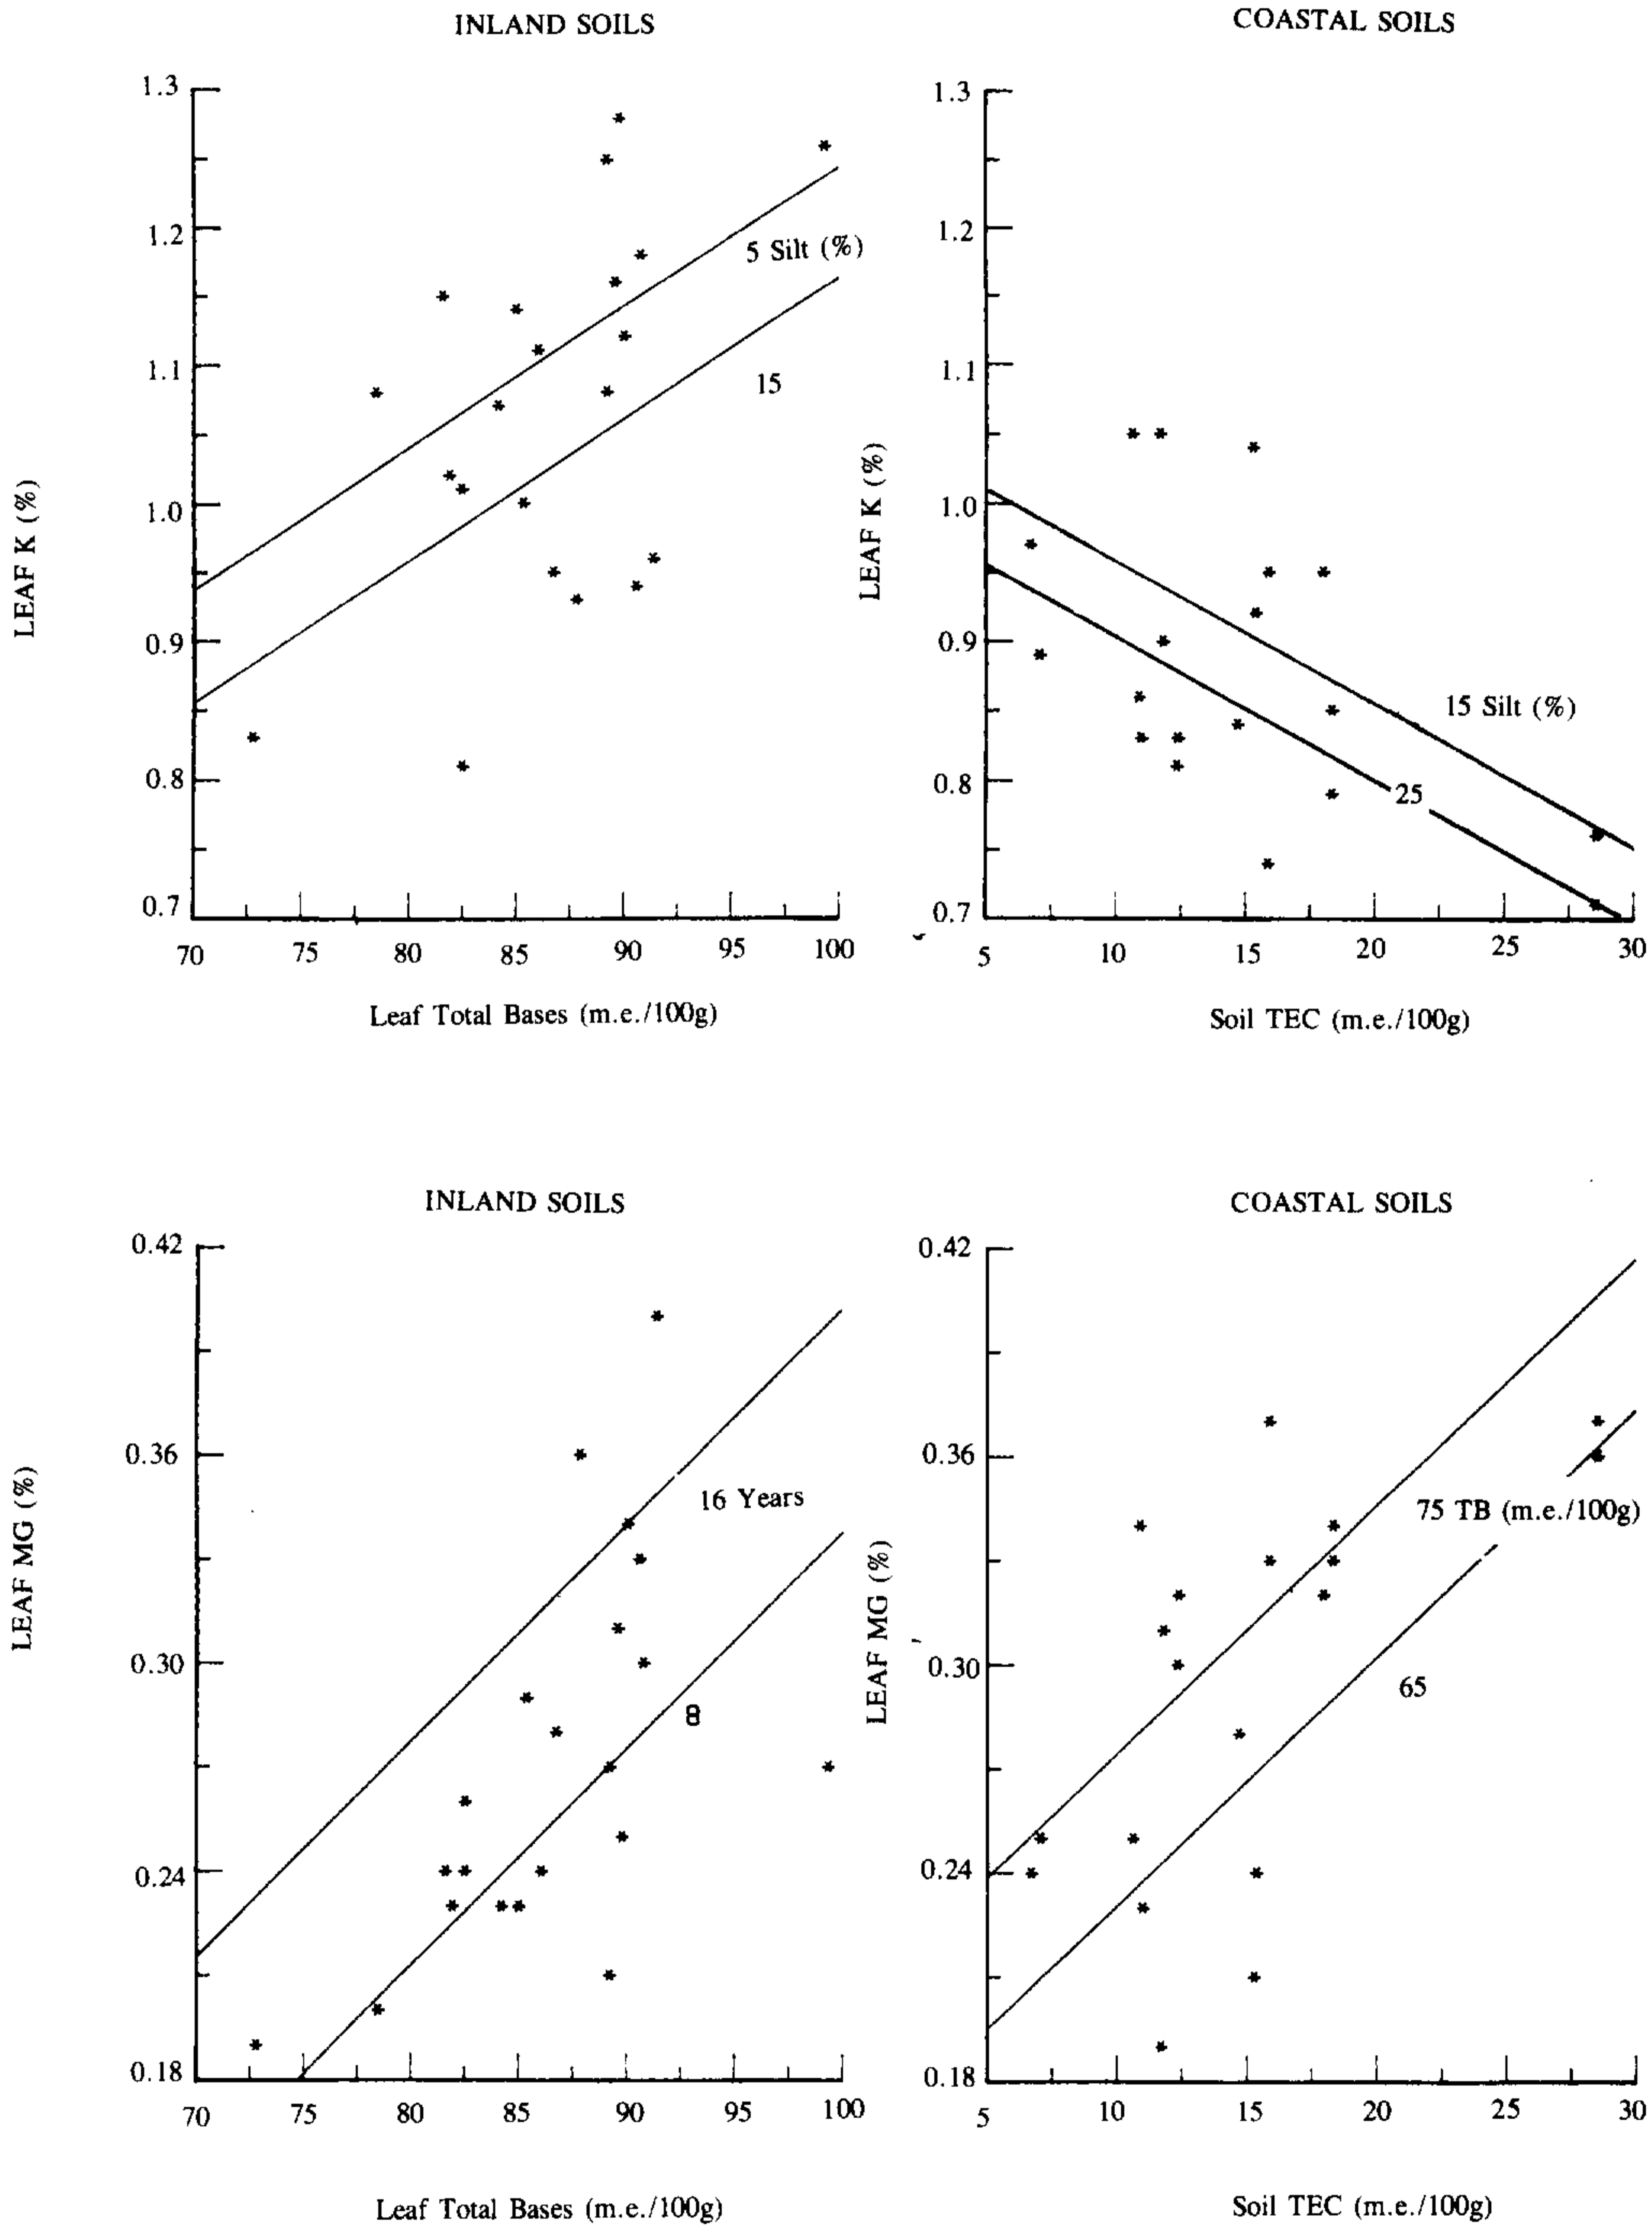 INLAND SOILS
COASTAL SOILS
1.3
1.2
1.1
1.0
0.9
0.8
0.7
LEAF K (%)
5 Silt (%)
15
70 75 80 85 90 95 100
Leaf Total Bases (m.e./100g)
1.3
1.2
1.1
1.0
0.9
0.8
0.7
LEAF K (%)
15 Silt (%)
25
5 10 15 20 25 30
Soil TEC (m.e./100g)
INLAND SOILS
COASTAL SOILS
0.42
0.36
0.30
0.24
0.18
LEAF MG (%)
16 Years
8
70 75 80 85 90 95 100
Leaf Total Bases (m.e./100g)
0.42
0.36
0.30
0.24
0.18
LEAF MG (%)
75 TB (m.e./100g)
65
5 10 15 20 25 30
Soil TEC (m.e./100g)